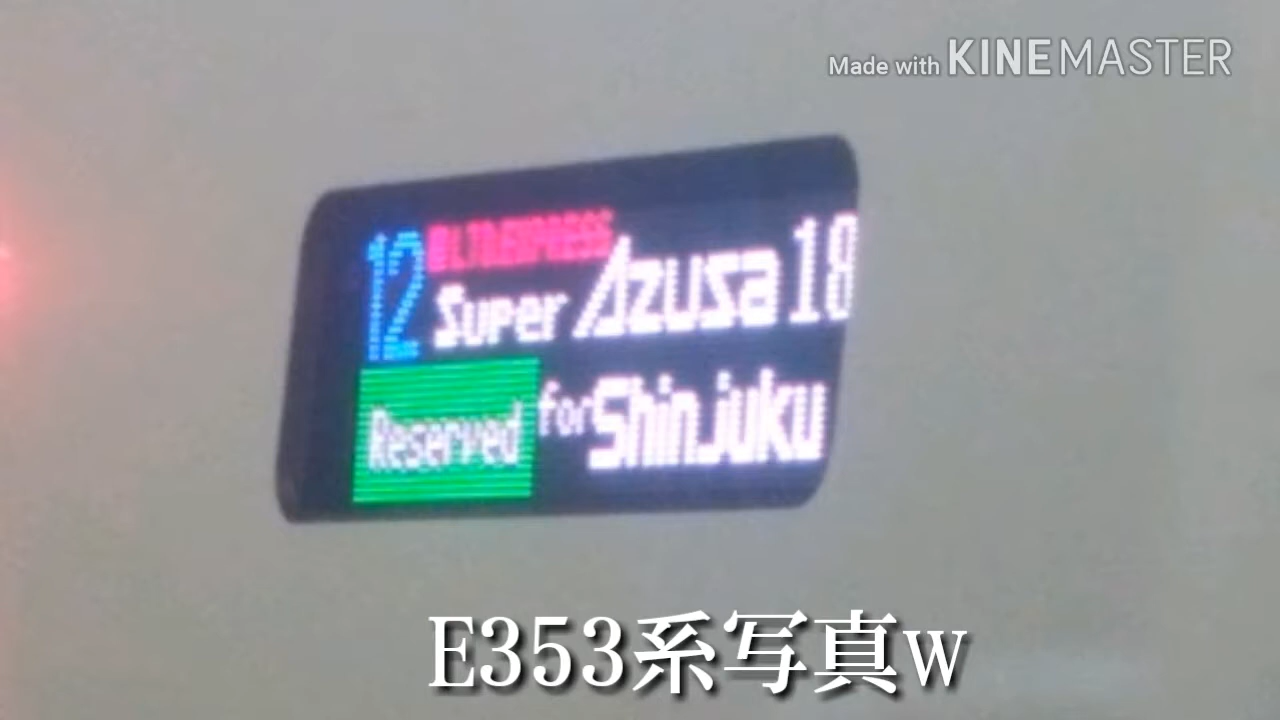 Made with KINEMASTER
12
Super Azusa 18
Reserved for Shinjuku
E353系写真w